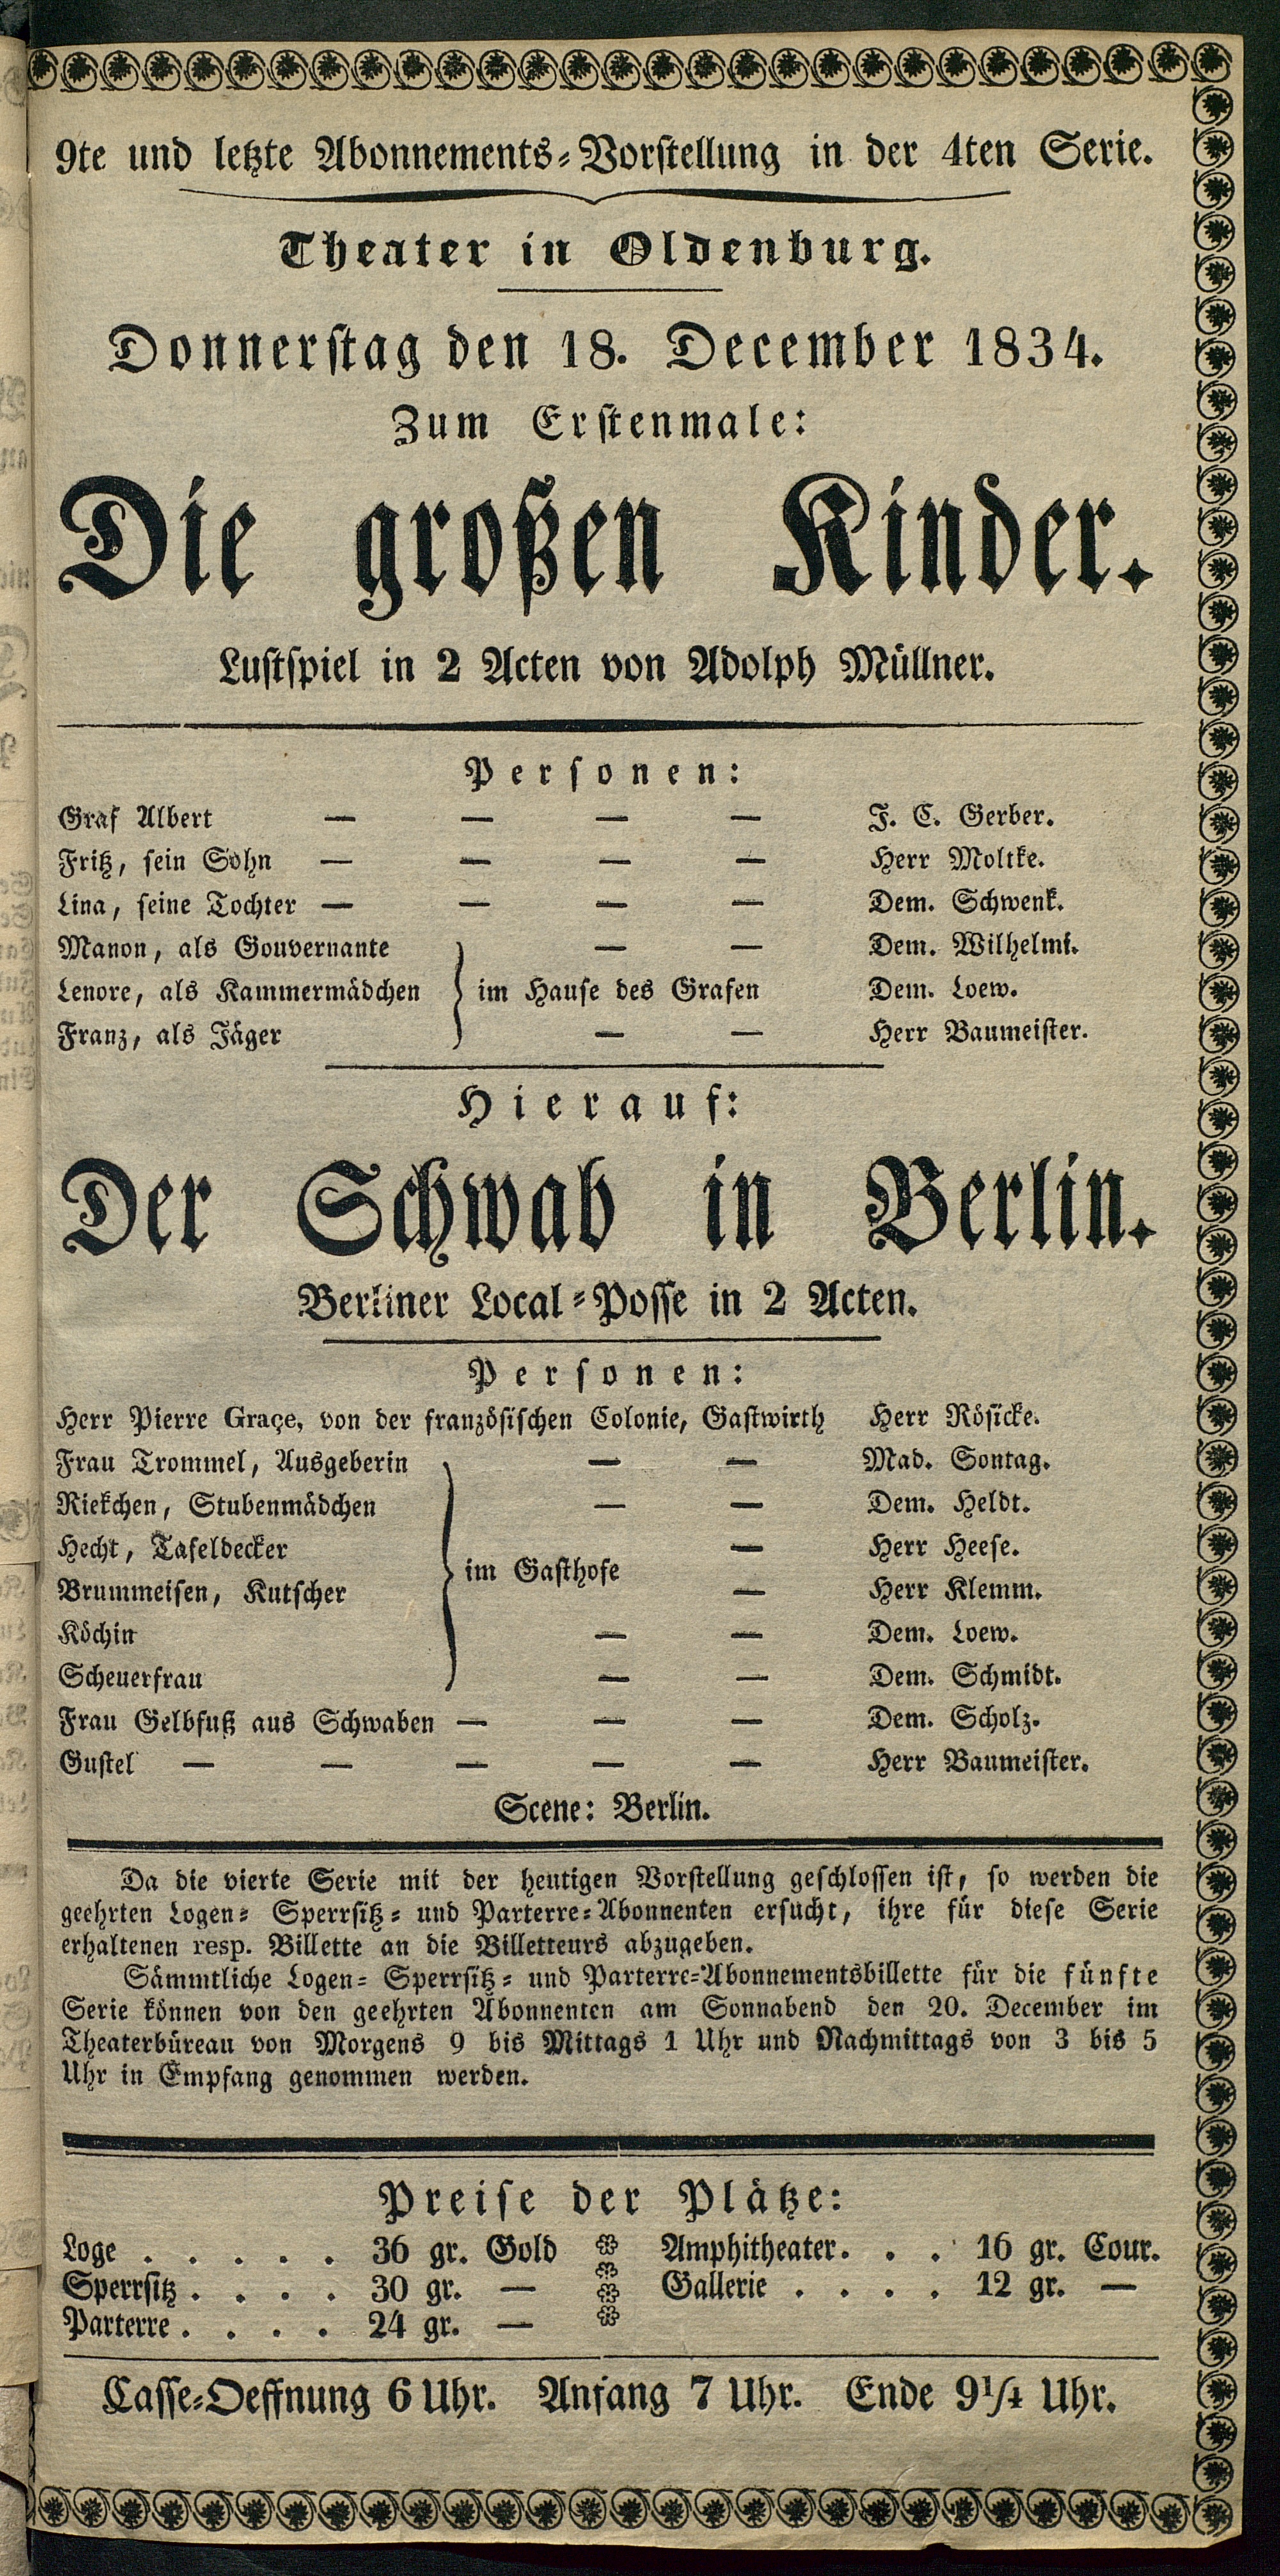 9te und letzte Abonnements-Vorstellung in der 4ten Serie.
Theater in Oldenburg.
Donnerstag den 18. December 1834.
Zum Erstenmale:
Die großen Kinder.
Lustspiel in 2 Acten von Adolph Müllner.
Personen:
Graf Albert — — — — J. C. Gerber.
Fritz, sein Sohn — — — — Herr Moltke.
Lina, seine Tochter — — — — Dem. Schwenk.
Manon, als Gouvernante — — Dem. Wilhelmi.
Lenore, als Kammermädchen } im Hause des Grafen Dem. Loew.
Franz, als Jäger — — Herr Baumeister.
Hierauf:
Der Schwab in Berlin.
Berliner Local-Posse in 2 Acten.
Personen:
Herr Pierre Graçe, von der französischen Colonie, Gastwirth Herr Rösicke.
Frau Trommel, Ausgeberin — — Mad. Sontag.
Riekchen, Stubenmädchen — — Dem. Heldt.
Hecht, Tafeldecker — Herr Heese.
} im Gasthofe
Brummeisen, Kutscher — Herr Klemm.
Köchin — — Dem. Loew.
Scheuerfrau — — Dem. Schmidt.
Frau Gelbfuß aus Schwaben — — — Dem. Scholz.
Gustel — — — — — Herr Baumeister.
Scene: Berlin.
Da die vierte Serie mit der heutigen Vorstellung geschlossen ist, so werden die
geehrten Logen- Sperrsitz- und Parterre-Abonnenten ersucht, ihre für diese Serie
erhaltenen resp. Billette an die Billetteurs abzugeben.
Sämmtliche Logen- Sperrsitz- und Parterre-Abonnementsbillette für die fünfte
Serie können von den geehrten Abonnenten am Sonnabend den 20. December im
Theaterbüreau von Morgens 9 bis Mittags 1 Uhr und Nachmittags von 3 bis 5
Uhr in Empfang genommen werden.
Preise der Plätze:
Loge . . . . . 36 gr. Gold
Sperrsitz . . . . 30 gr. —
Parterre . . . . 24 gr. —
Amphitheater. . . 16 gr. Cour.
Gallerie . . . . 12 gr. —
Casse-Oeffnung 6 Uhr. Anfang 7 Uhr. Ende 9 1/4 Uhr.